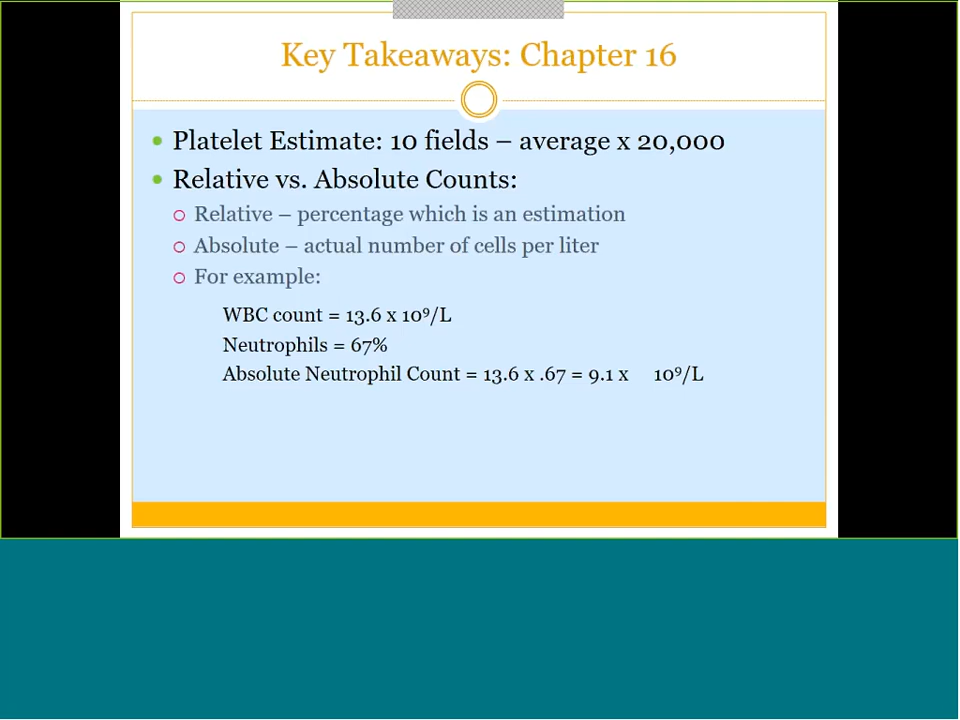 Key Takeaways: Chapter 16
Platelet Estimate: 10 fields – average x 20,000
Relative vs. Absolute Counts:
Relative – percentage which is an estimation
Absolute – actual number of cells per liter
For example:
WBC count = 13.6 x 10⁹/L
Neutrophils = 67%
Absolute Neutrophil Count = 13.6 x .67 = 9.1 x 10⁹/L